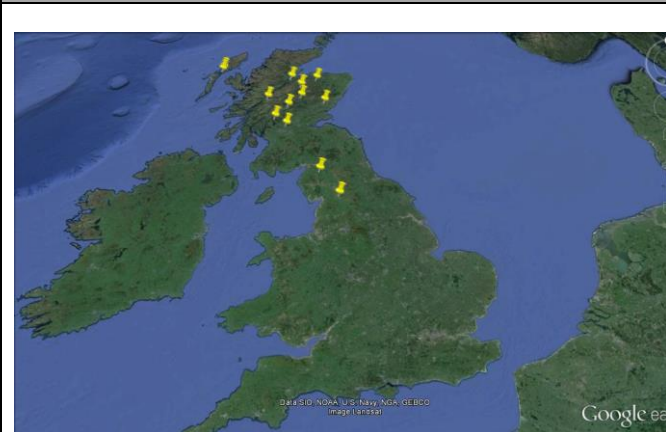 Data SIO, NOAA, U.S. Navy, NGA, GEBCO
Image Landsat
Google ea